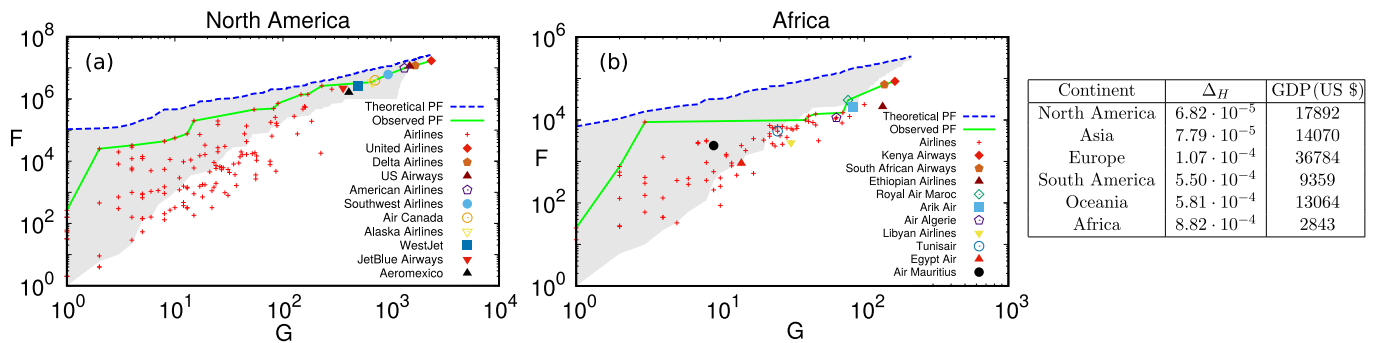 North America
(a)
F
10^8
10^6
10^4
10^2
10^0
10^0 10^1 10^2 10^3 10^4
G
Theoretical PF
Observed PF
Airlines
United Airlines
Delta Airlines
US Airways
American Airlines
Southwest Airlines
Air Canada
Alaska Airlines
WestJet
JetBlue Airways
Aeromexico
Africa
(b)
F
10^6
10^4
10^2
10^0
10^0 10^1 10^2 10^3
G
Theoretical PF
Observed PF
Airlines
Kenya Airways
South African Airways
Ethiopian Airlines
Royal Air Maroc
Arik Air
Air Algerie
Libyan Airlines
Tunisair
Egypt Air
Air Mauritius
Continent Δ_H GDP(US $)
North America 6.82 · 10^-5 17892
Asia 7.79 · 10^-5 14070
Europe 1.07 · 10^-4 36784
South America 5.50 · 10^-4 9359
Oceania 5.81 · 10^-4 13064
Africa 8.82 · 10^-4 2843